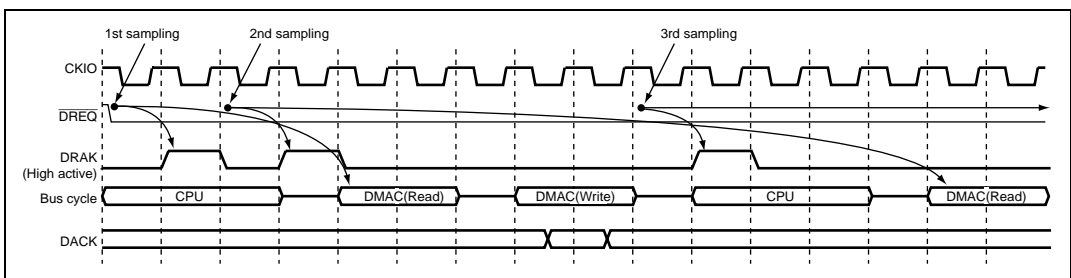 1st sampling 2nd sampling 3rd sampling
CKIO
DREQ
DRAK
(High active)
Bus cycle CPU DMAC(Read) DMAC(Write) CPU DMAC(Read)
DACK